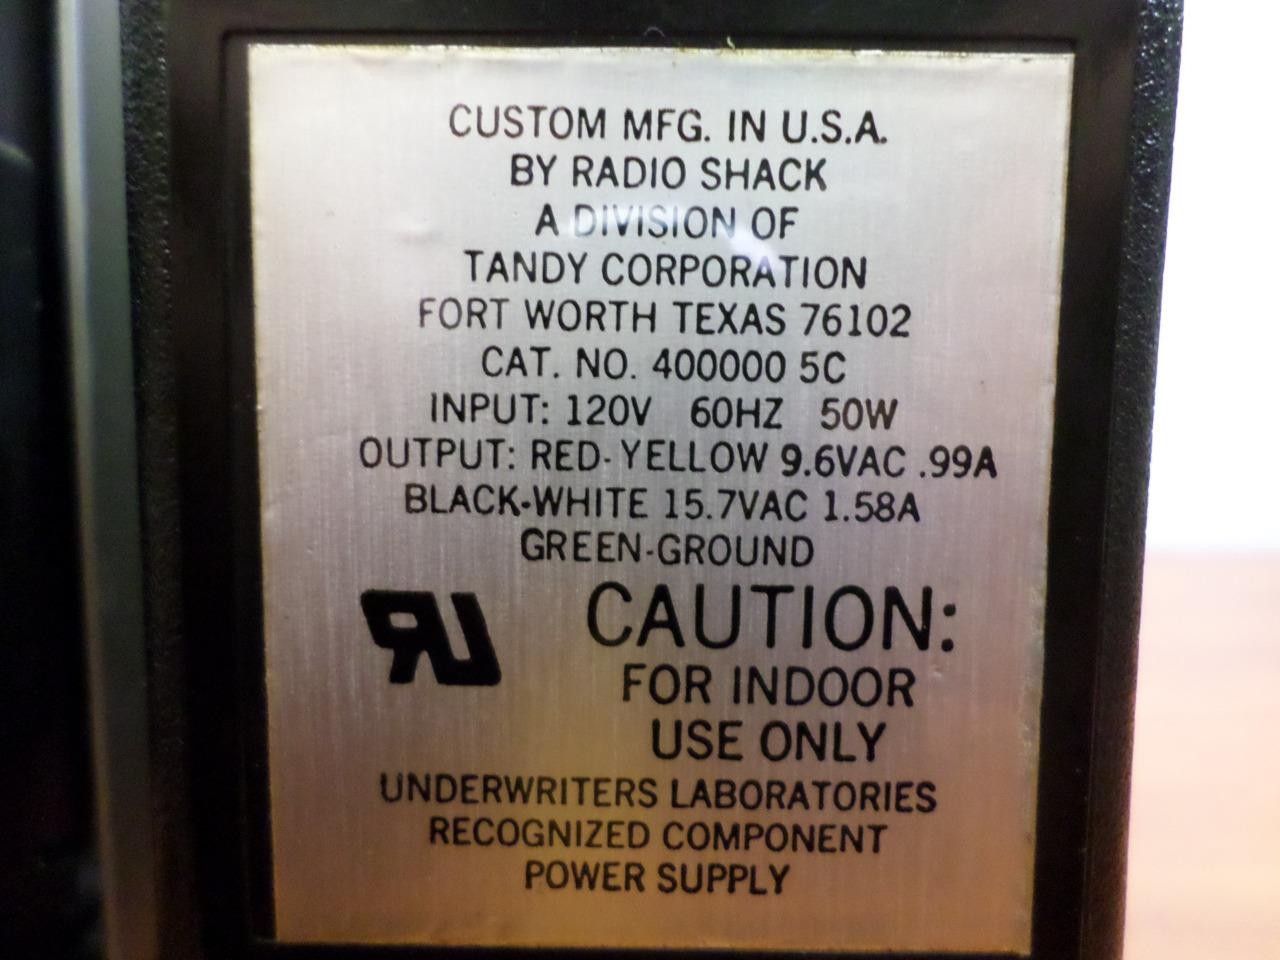 CUSTOM MFG. IN U.S.A.
BY RADIO SHACK
A DIVISION OF
TANDY CORPORATION
FORT WORTH TEXAS 76102
CAT. NO. 400000 5C
INPUT: 120V 60HZ 50W
OUTPUT: RED-YELLOW 9.6VAC .99A
BLACK-WHITE 15.7VAC 1.58A
GREEN-GROUND
CAUTION:
FOR INDOOR
USE ONLY
UNDERWRITERS LABORATORIES
RECOGNIZED COMPONENT
POWER SUPPLY